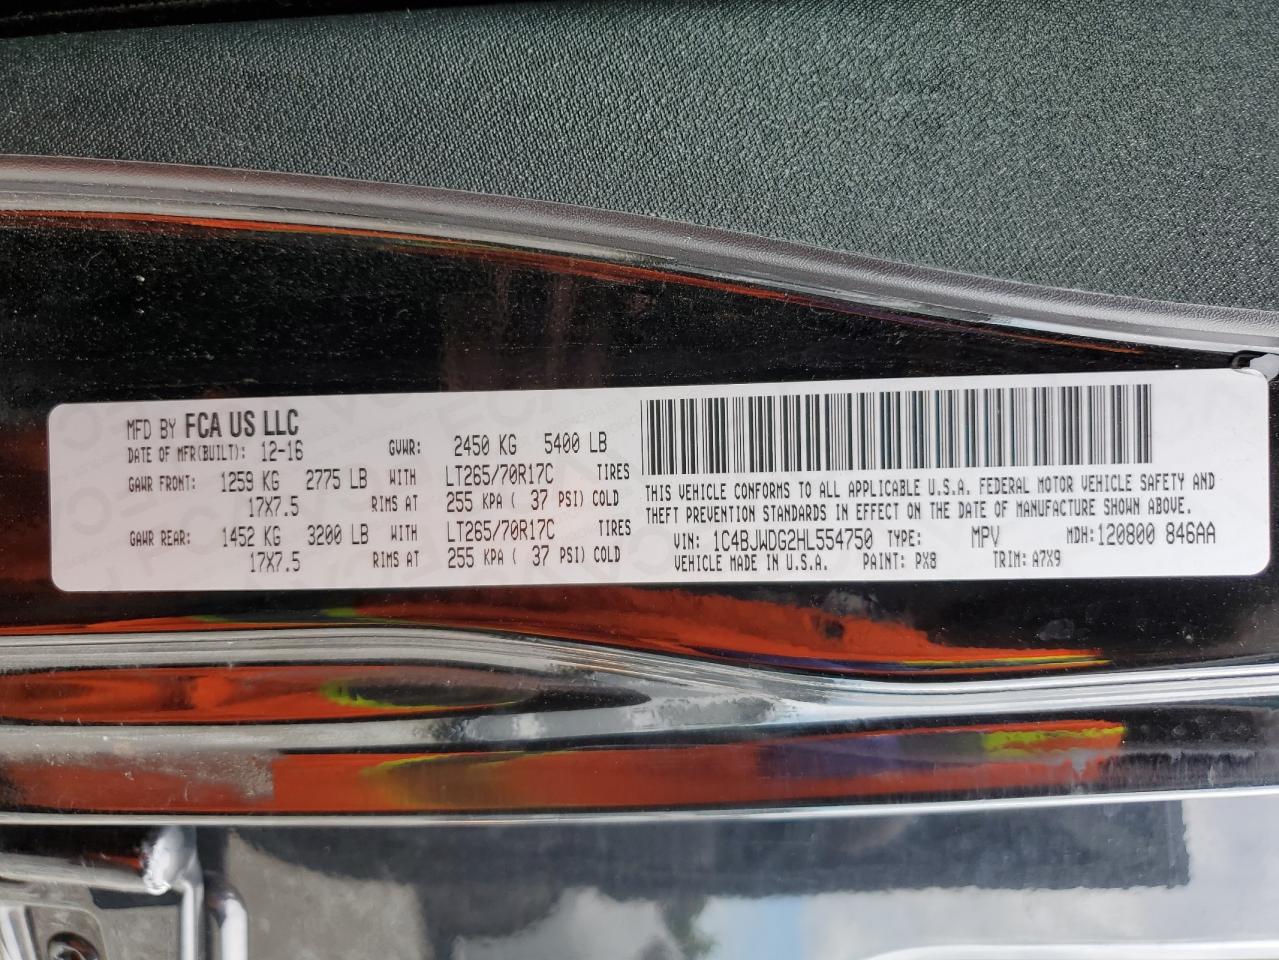 MFD BY FCA US LLC
DATE OF MFR(BUILT): 12-16 GVWR: 2450 KG 5400 LB
GAWR FRONT: 1259 KG 2775 LB WITH LT265/70R17C TIRES
17X7.5 RIMS AT 255 KPA ( 37 PSI) COLD
GAWR REAR: 1452 KG 3200 LB WITH LT265/70R17C TIRES
17X7.5 RIMS AT 255 KPA ( 37 PSI) COLD
THIS VEHICLE CONFORMS TO ALL APPLICABLE U.S.A. FEDERAL MOTOR VEHICLE SAFETY AND
THEFT PREVENTION STANDARDS IN EFFECT ON THE DATE OF MANUFACTURE SHOWN ABOVE.
VIN: 1C4BJWDG2HL554750 TYPE: MPV MDH: 120800 846AA
VEHICLE MADE IN U.S.A. PAINT: PX8 TRIM: A7X9